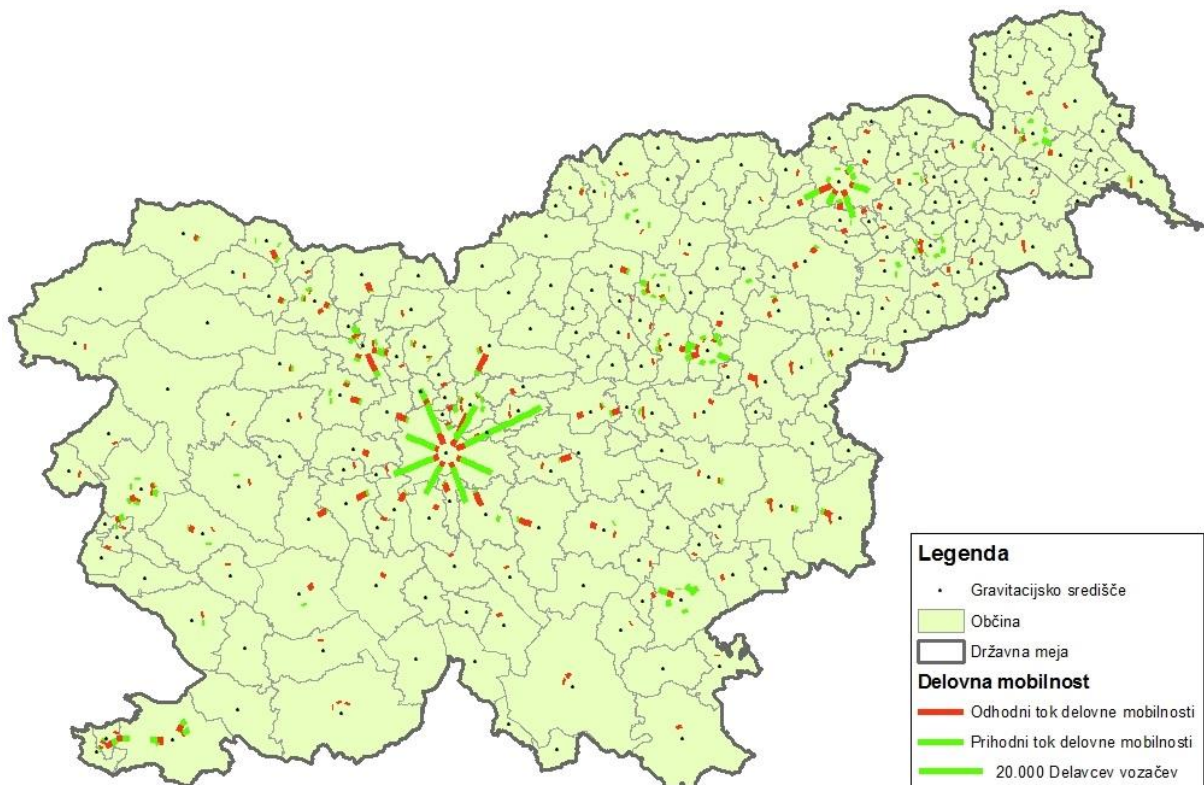 Legenda
Gravitacijsko središče
Občina
Državna meja
Delovna mobilnost
Odhodni tok delovne mobilnosti
Prihodni tok delovne mobilnosti
20.000 Delavcev vozačev